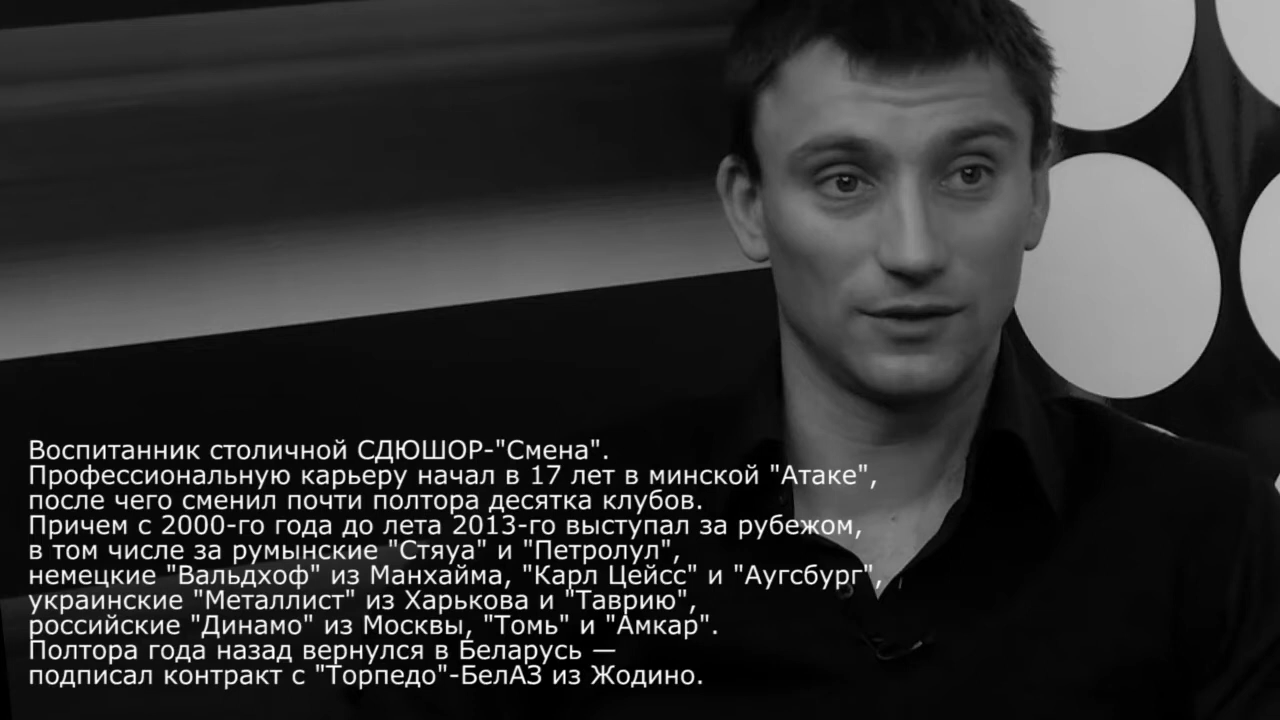 Воспитанник столичной СДЮШОР-"Смена".
Профессиональную карьеру начал в 17 лет в минской "Атаке",
после чего сменил почти полтора десятка клубов.
Причем с 2000-го года до лета 2013-го выступал за рубежом,
в том числе за румынские "Стяуа" и "Петролул",
немецкие "Вальдхоф" из Манхайма, "Карл Цейсс" и "Аугсбург",
украинские "Металлист" из Харькова и "Таврию",
российские "Динамо" из Москвы, "Томь" и "Амкар".
Полтора года назад вернулся в Беларусь —
подписал контракт с "Торпедо"-БелАЗ из Жодино.